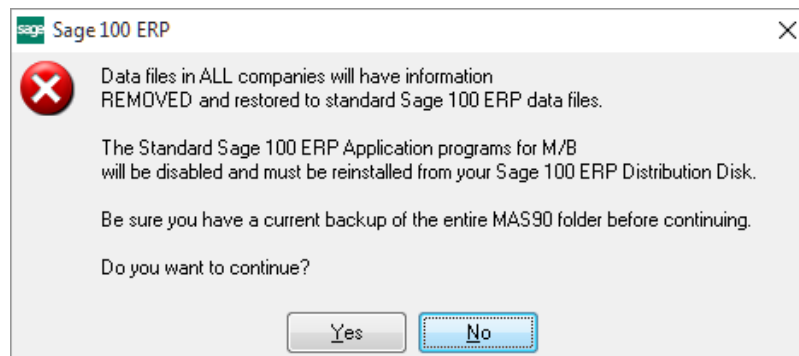 sage Sage 100 ERP
Data files in ALL companies will have information
REMOVED and restored to standard Sage 100 ERP data files.
The Standard Sage 100 ERP Application programs for M/B
will be disabled and must be reinstalled from your Sage 100 ERP Distribution Disk.
Be sure you have a current backup of the entire MAS90 folder before continuing.
Do you want to continue?
Yes No